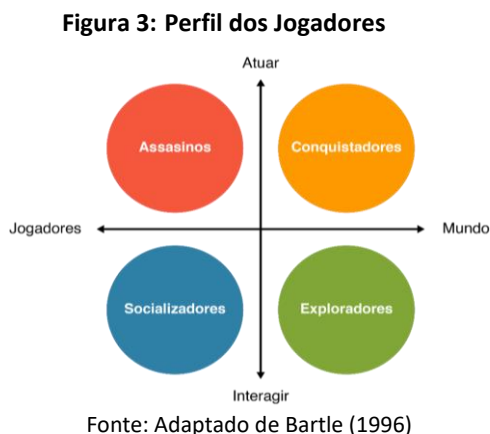 Figura 3: Perfil dos Jogadores
Atuar
Assasinos
Conquistadores
Jogadores
Mundo
Socializadores
Exploradores
Interagir
Fonte: Adaptado de Bartle (1996)